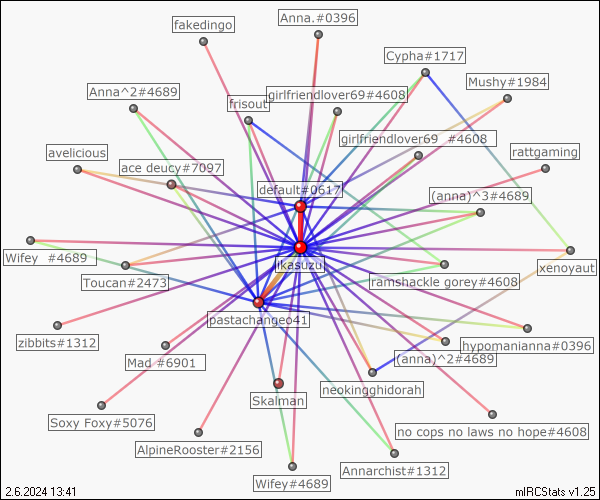 fakedingo
Anna.#0396
Cypha#1717
Mushy#1984
Anna^2#4689
girlfriendlover69#4608
frisout
girlfriendlover69  #4608
rattgaming
avelicious
ace deucy#7097
default#0617
(anna)^3#4689
Wifey  #4689
Toucan#2473
ikasuzu
ramshackle gorey#4608
xenoyaut
pastachangeo41
zibbits#1312
Mad #6901
(anna)^2#4689
hypomanianna#0396
Skalman
neokingghidorah
Soxy Foxy#5076
AlpineRooster#2156
no cops no laws no hope#4608
Wifey#4689
Annarchist#1312
2.6.2024 13:41
mIRCStats v1.25